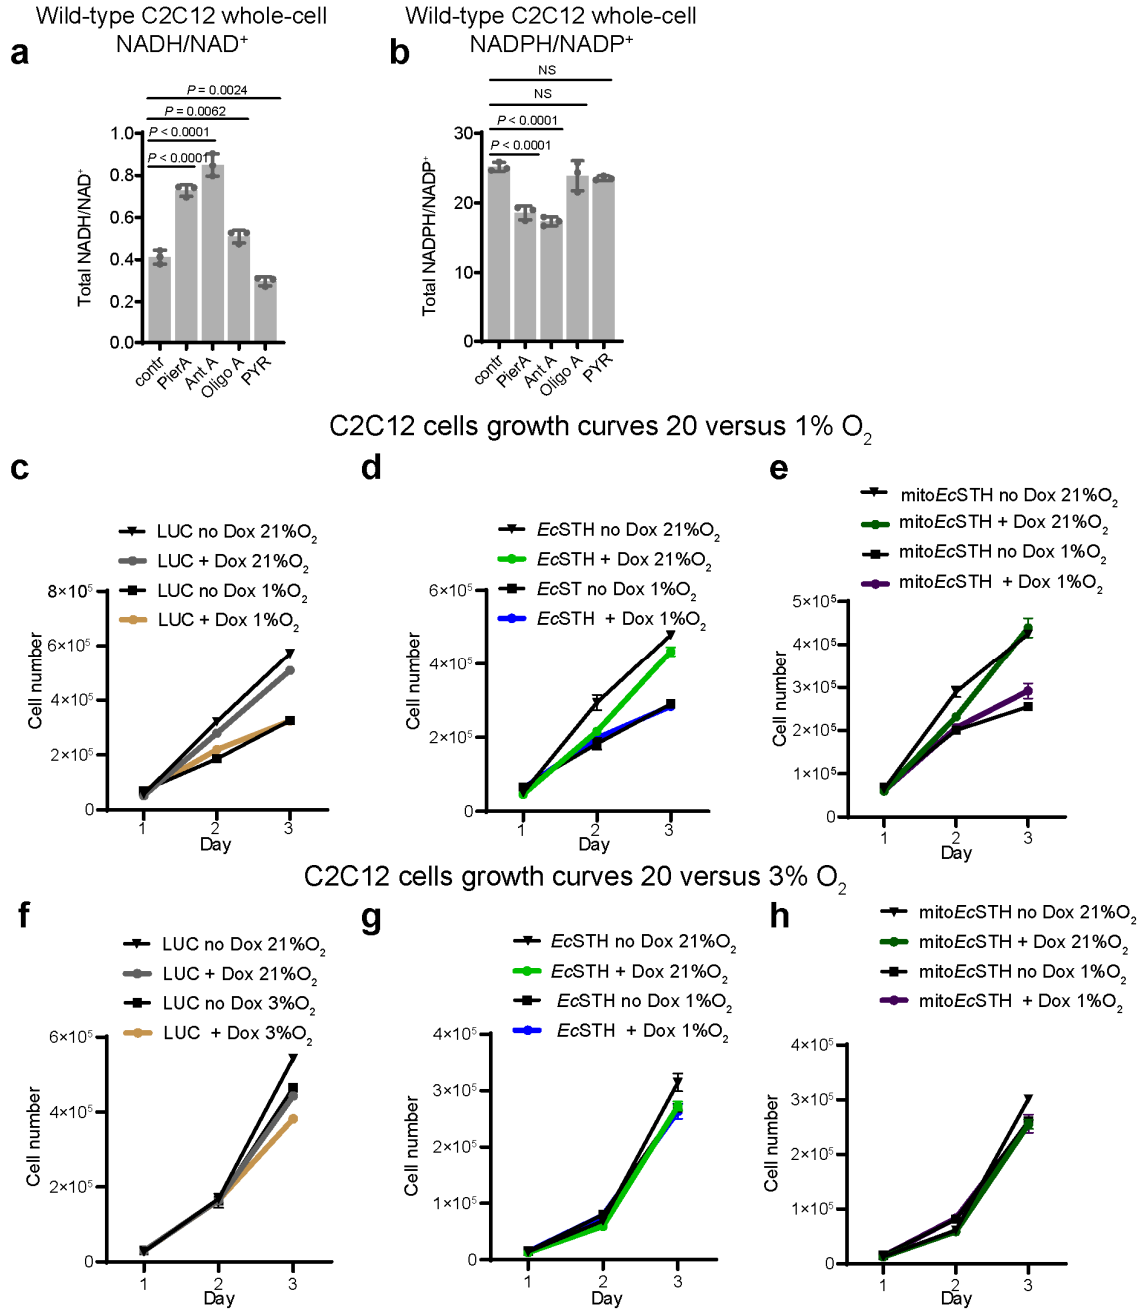 Wild-type C2C12 whole-cell
NADH/NAD⁺
a
P = 0.0024
P = 0.0062
P < 0.0001
P < 0.0001
Total NADH/NAD⁺
1.0
0.8
0.6
0.4
0.2
0.0
contr
PierA
Ant A
Oligo A
PYR
Wild-type C2C12 whole-cell
NADPH/NADP⁺
b
NS
NS
P < 0.0001
P < 0.0001
Total NADPH/NADP⁺
30
20
10
0
contr
PierA
Ant A
Oligo A
PYR
C2C12 cells growth curves 20 versus 1% O₂
c
LUC no Dox 21%O₂
LUC + Dox 21%O₂
LUC no Dox 1%O₂
LUC + Dox 1%O₂
Cell number
8×10⁵
6×10⁵
4×10⁵
2×10⁵
0
1 2 3
Day
d
EcSTH no Dox 21%O₂
EcSTH + Dox 21%O₂
EcST no Dox 1%O₂
EcSTH + Dox 1%O₂
Cell number
6×10⁵
4×10⁵
2×10⁵
0
1 2 3
Day
e
mitoEcSTH no Dox 21%O₂
mitoEcSTH + Dox 21%O₂
mitoEcSTH no Dox 1%O₂
mitoEcSTH + Dox 1%O₂
Cell number
5×10⁵
4×10⁵
3×10⁵
2×10⁵
1×10⁵
0
1 2 3
Day
C2C12 cells growth curves 20 versus 3% O₂
f
LUC no Dox 21%O₂
LUC + Dox 21%O₂
LUC no Dox 3%O₂
LUC + Dox 3%O₂
Cell number
6×10⁵
4×10⁵
2×10⁵
0
1 2 3
Day
g
EcSTH no Dox 21%O₂
EcSTH + Dox 21%O₂
EcSTH no Dox 1%O₂
EcSTH + Dox 1%O₂
Cell number
4×10⁵
3×10⁵
2×10⁵
1×10⁵
0
1 2 3
Day
h
mitoEcSTH no Dox 21%O₂
mitoEcSTH + Dox 21%O₂
mitoEcSTH no Dox 1%O₂
mitoEcSTH + Dox 1%O₂
Cell number
4×10⁵
3×10⁵
2×10⁵
1×10⁵
0
1 2 3
Day